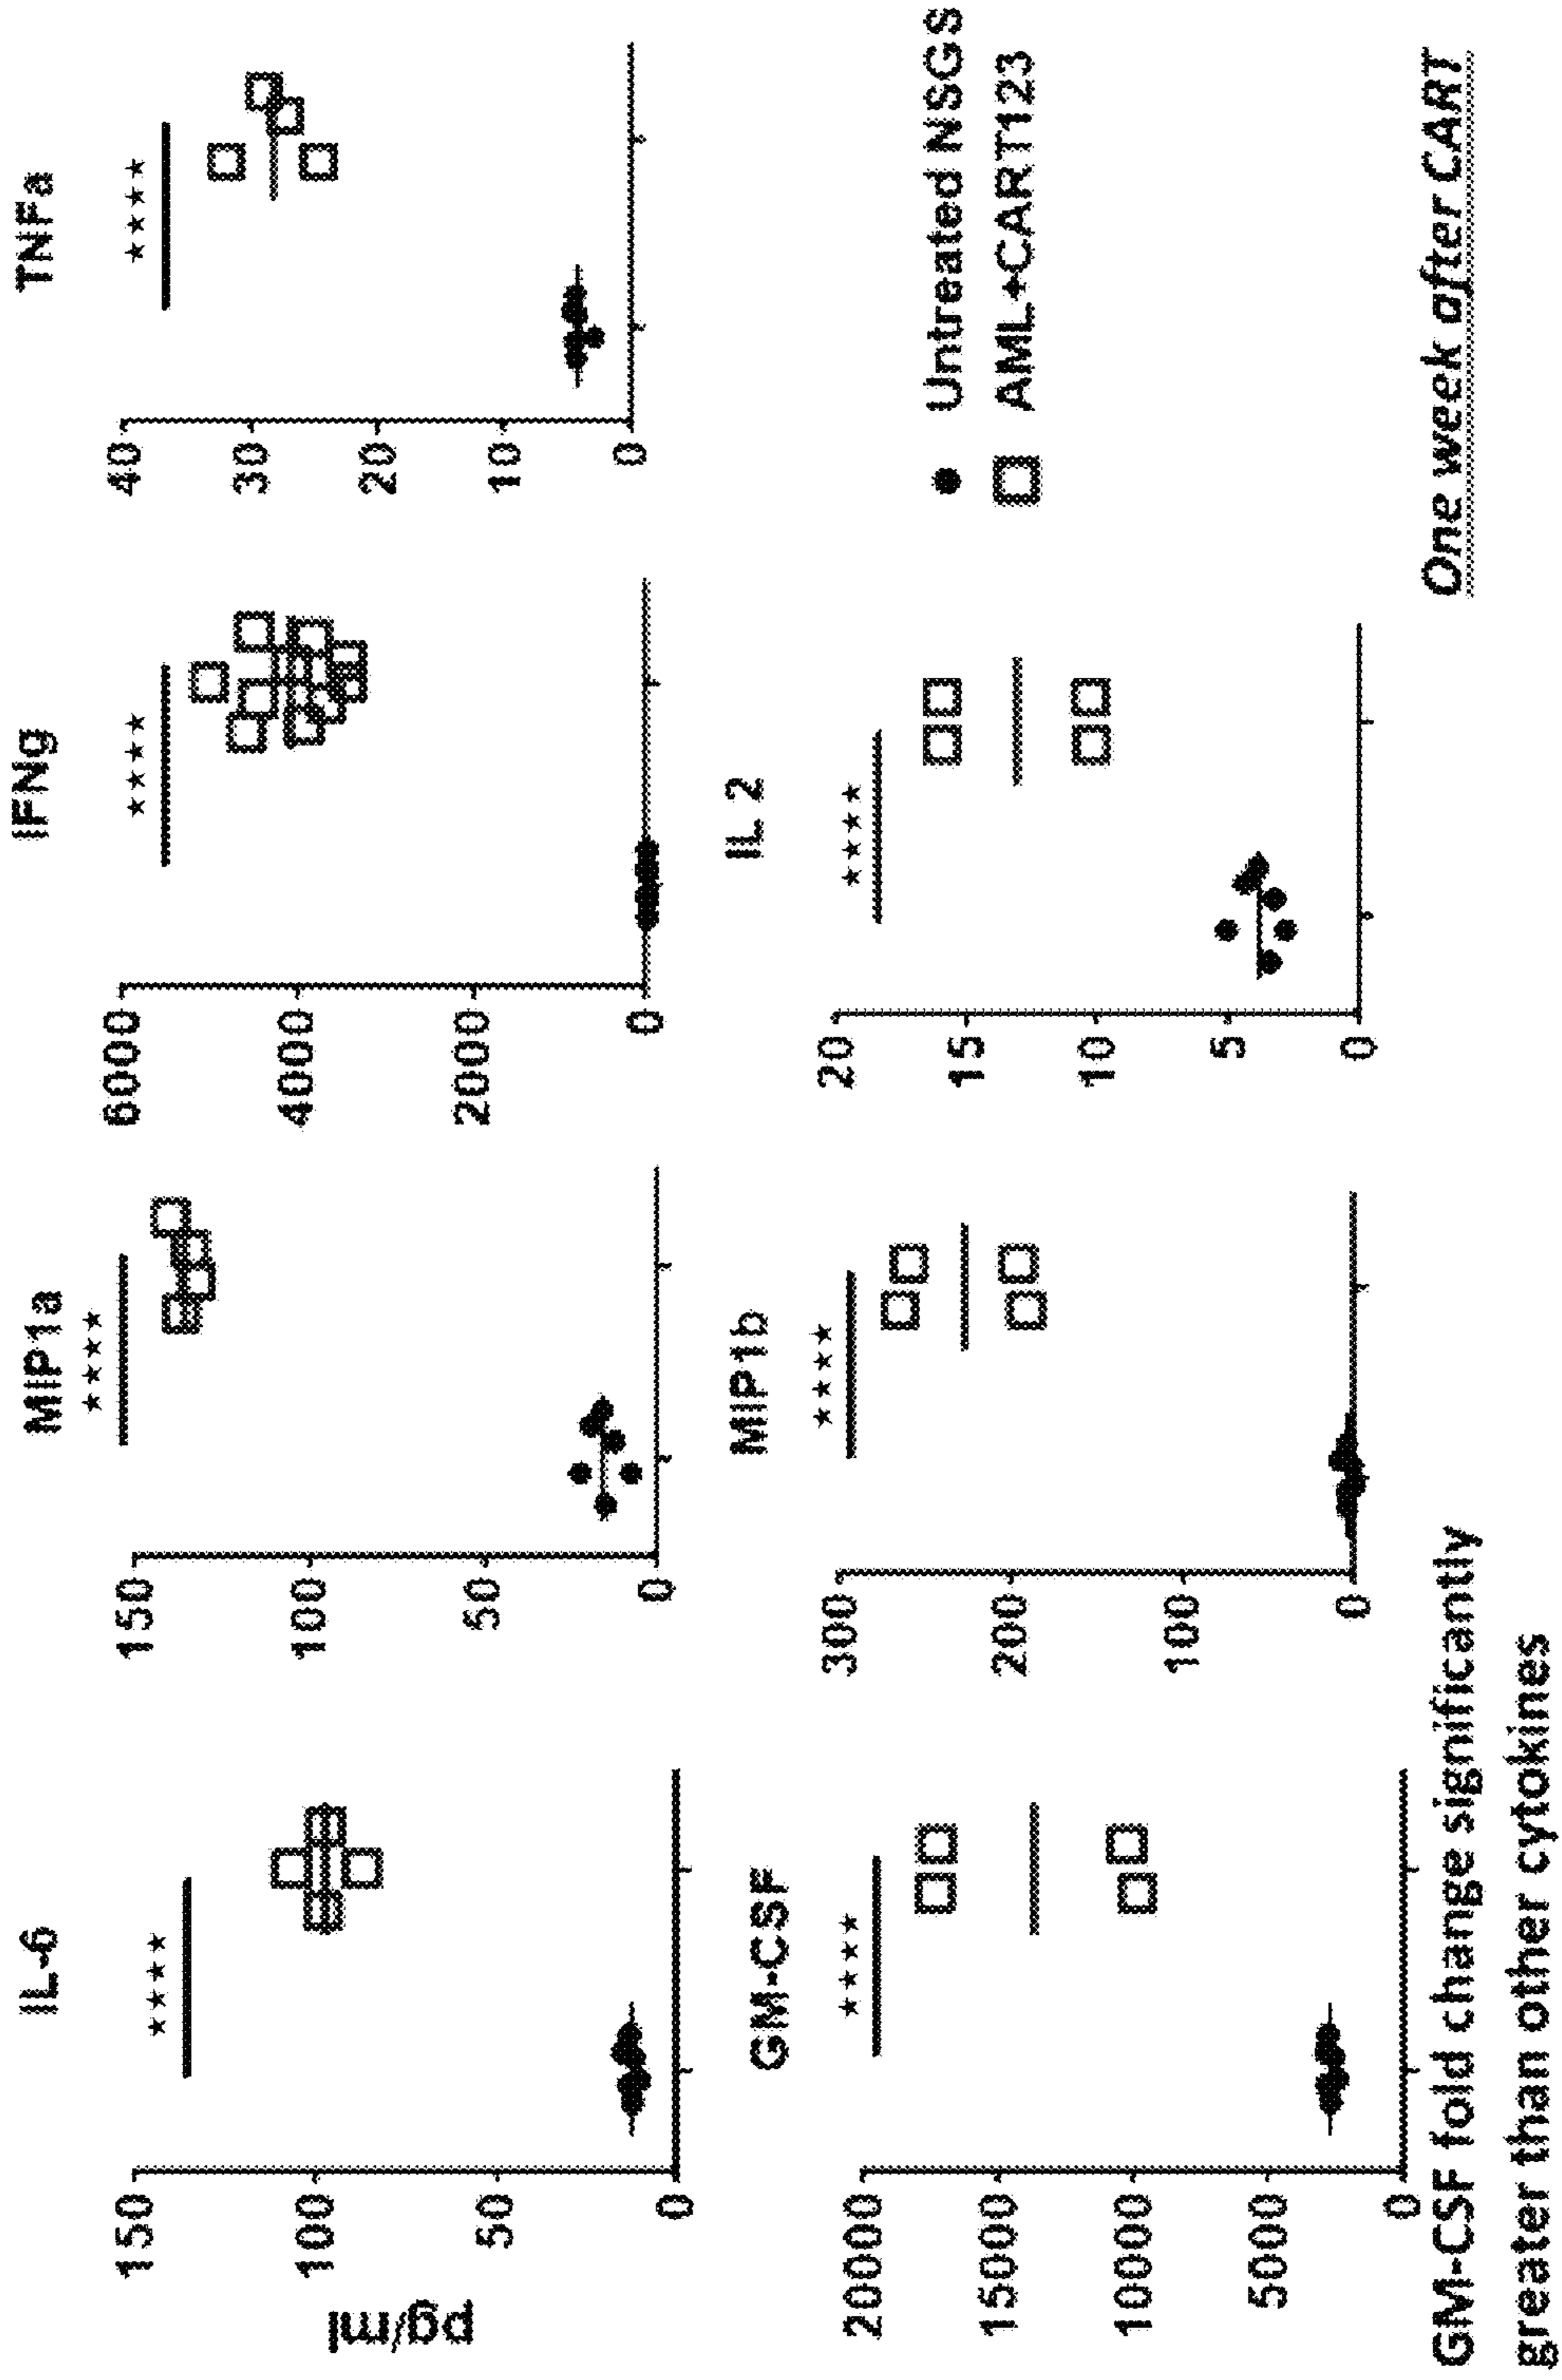 IL-6
****
150
100
50
0
pg/ml
MIP1a
****
150
100
50
0
IFNg
****
6000
4000
2000
0
TNFa
****
40
30
20
10
0
GM-CSF
****
20000
15000
10000
5000
0
MIP1b
****
300
200
100
0
IL 2
****
20
15
10
5
0
Untreated NSGS
AML+CART123
GM-CSF fold change significantly
greater than other cytokines
One week after CART